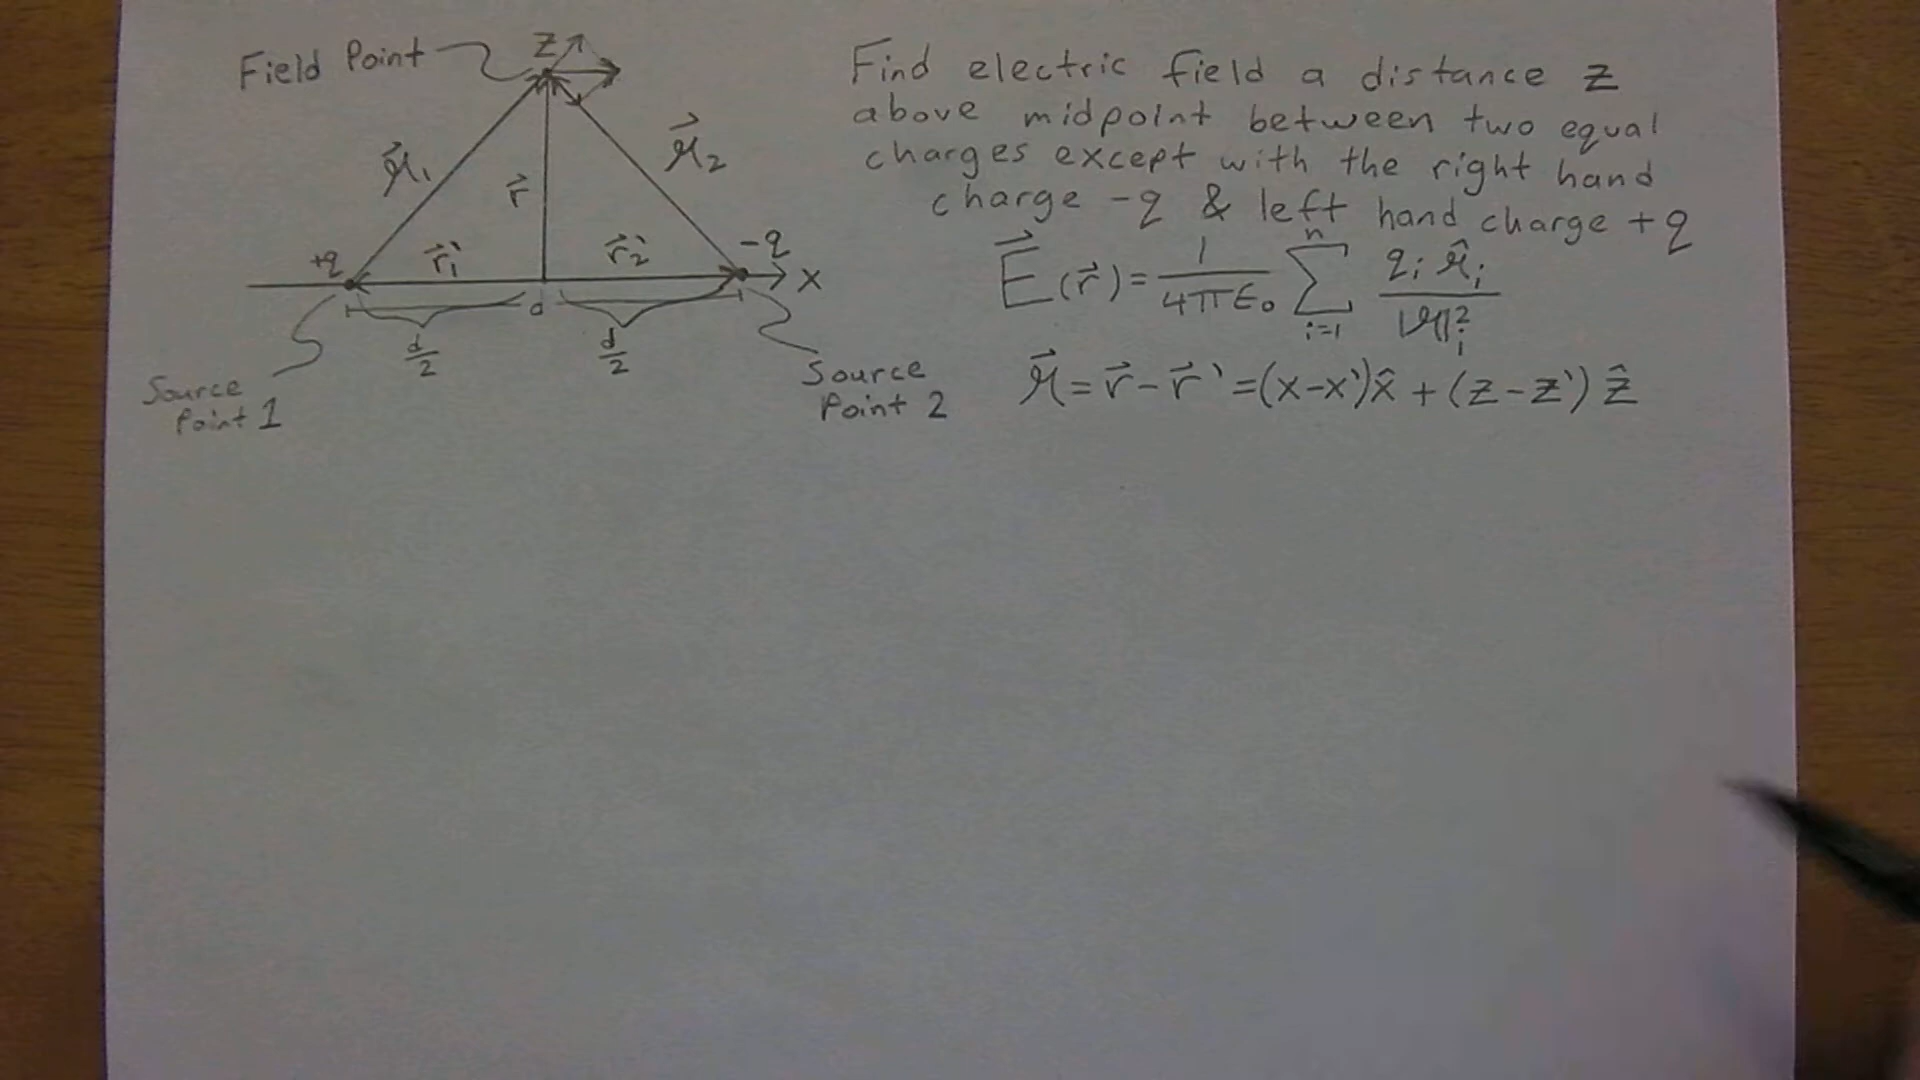 Field Point
Z
𝓇⃗₁
r⃗
𝓇⃗₂
+q
r⃗₁'
r⃗₂'
-q
x
d
d/2
d/2
Source
Point 1
Source
Point 2
Find electric field a distance z
above midpoint between two equal
charges except with the right hand
charge -q & left hand charge +q
E⃗(r⃗) = 1/4πϵ₀ Σ_{i=1}^{n} qᵢ 𝓇̂ᵢ / |𝓇|ᵢ²
𝓇⃗ = r⃗ - r⃗' = (x-x')x̂ + (z-z')ẑ